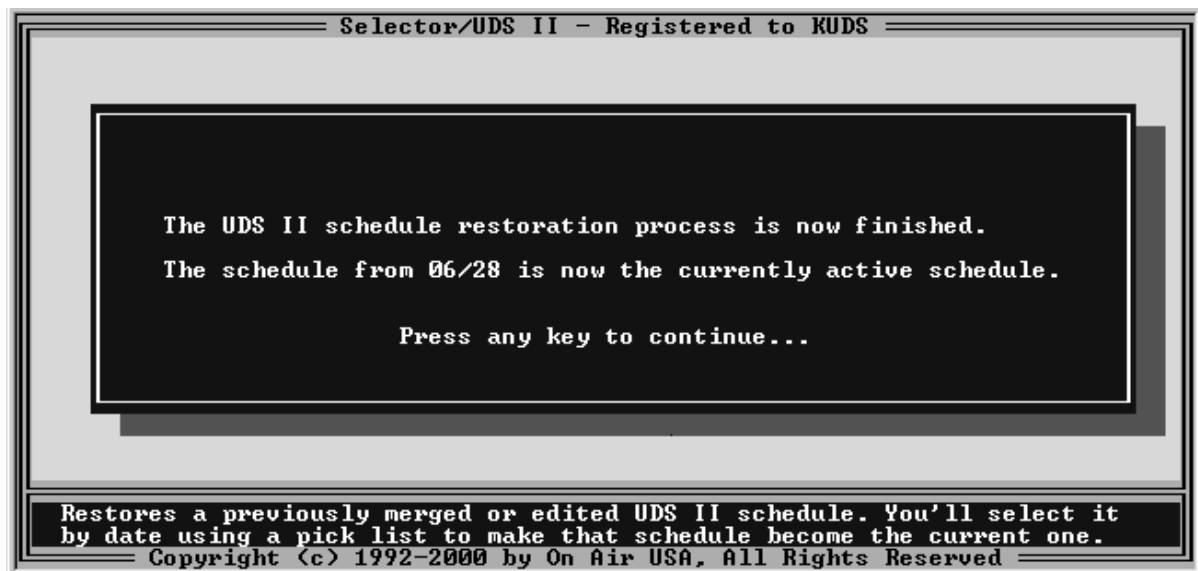 Selector/UDS II - Registered to KUDS
The UDS II schedule restoration process is now finished.
The schedule from 06/28 is now the currently active schedule.
Press any key to continue...
Restores a previously merged or edited UDS II schedule. You'll select it
by date using a pick list to make that schedule become the current one.
Copyright (c) 1992-2000 by On Air USA, All Rights Reserved